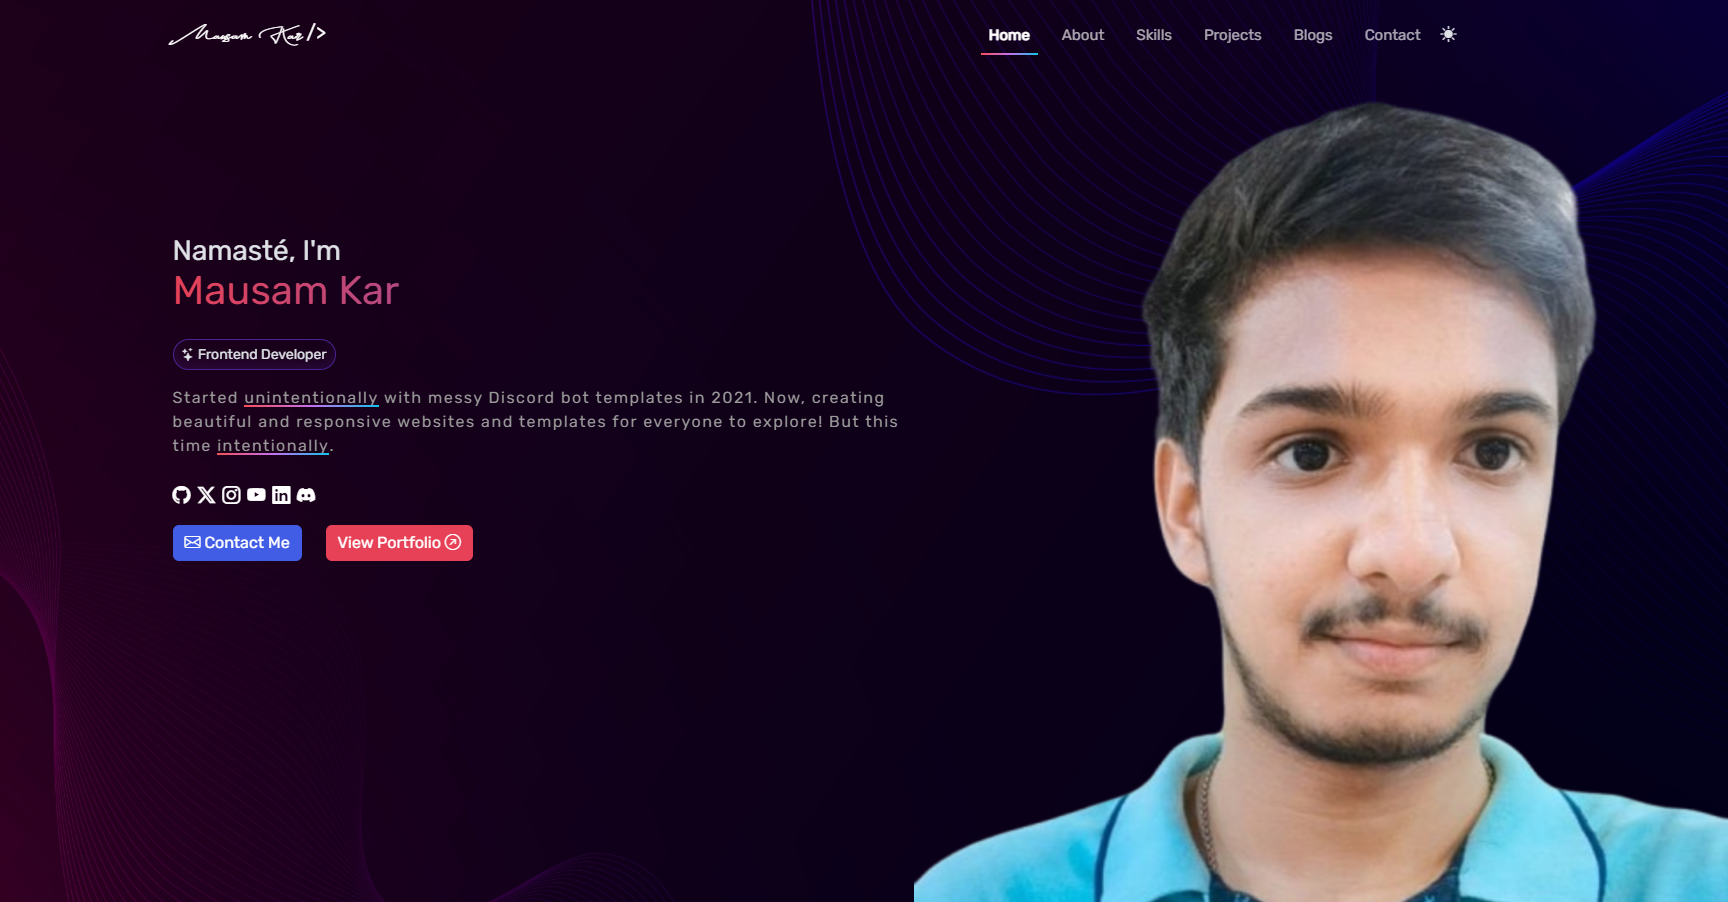 Mausam Kar/>
Home About Skills Projects Blogs Contact
Namasté, I'm
Mausam Kar
Frontend Developer
Started unintentionally with messy Discord bot templates in 2021. Now, creating
beautiful and responsive websites and templates for everyone to explore! But this
time intentionally.
Contact Me View Portfolio